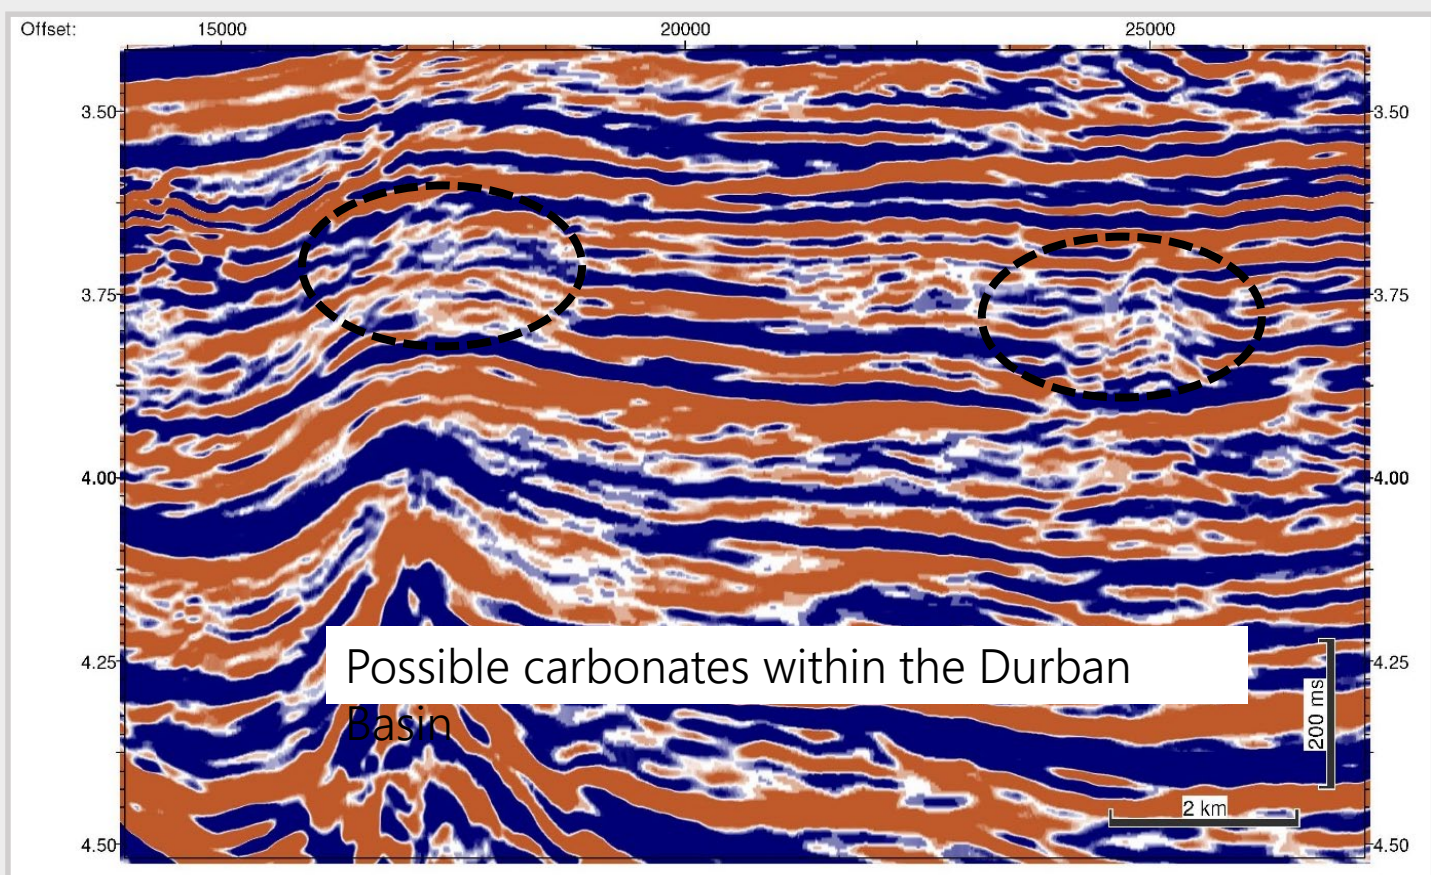 Offset: 15000 20000 25000
3.50 3.50
3.75 3.75
4.00 4.00
Possible carbonates within the Durban
Basin
4.25 4.25
200 ms
2 km
4.50 4.50